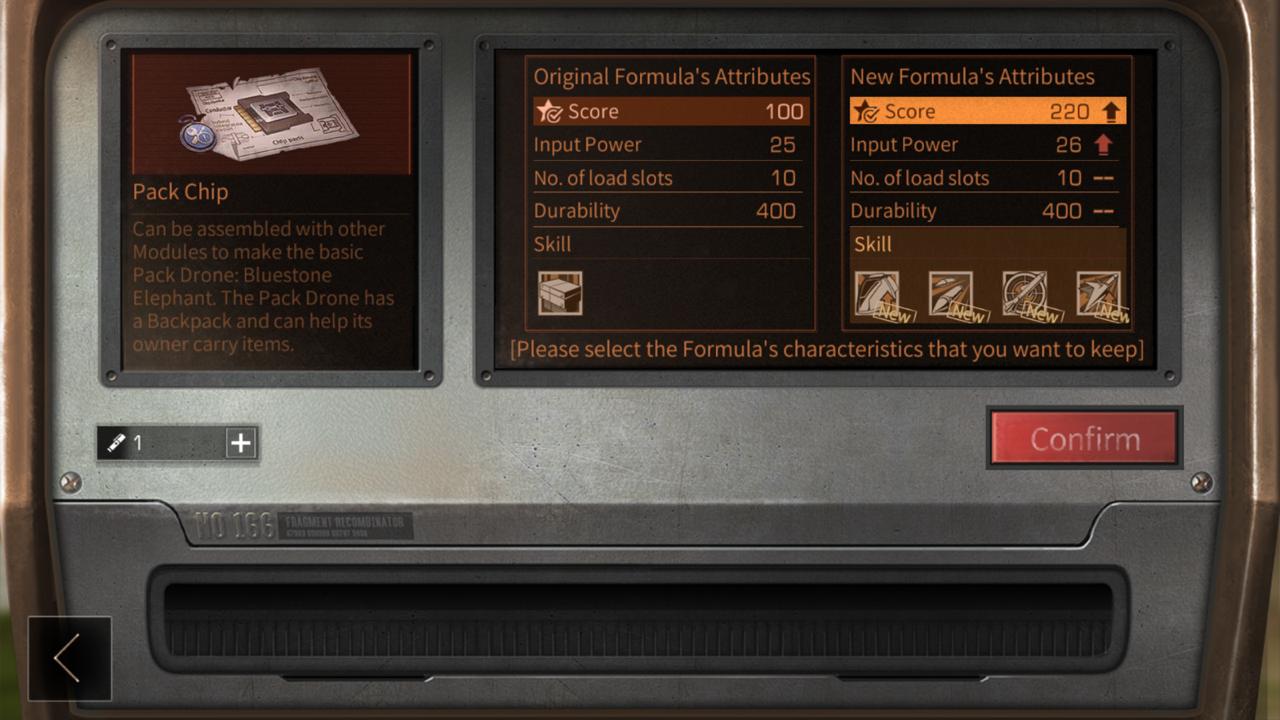 Pack Chip
Can be assembled with other
Modules to make the basic
Pack Drone: Bluestone
Elephant. The Pack Drone has
a Backpack and can help its
owner carry items.
Original Formula's Attributes
Score 100
Input Power 25
No. of load slots 10
Durability 400
Skill
New Formula's Attributes
Score 220
Input Power 26
No. of load slots 10 --
Durability 400 --
Skill
New New New New
[Please select the Formula's characteristics that you want to keep]
1 +
Confirm
NO 166 FRAGMENT RECOMBINATOR